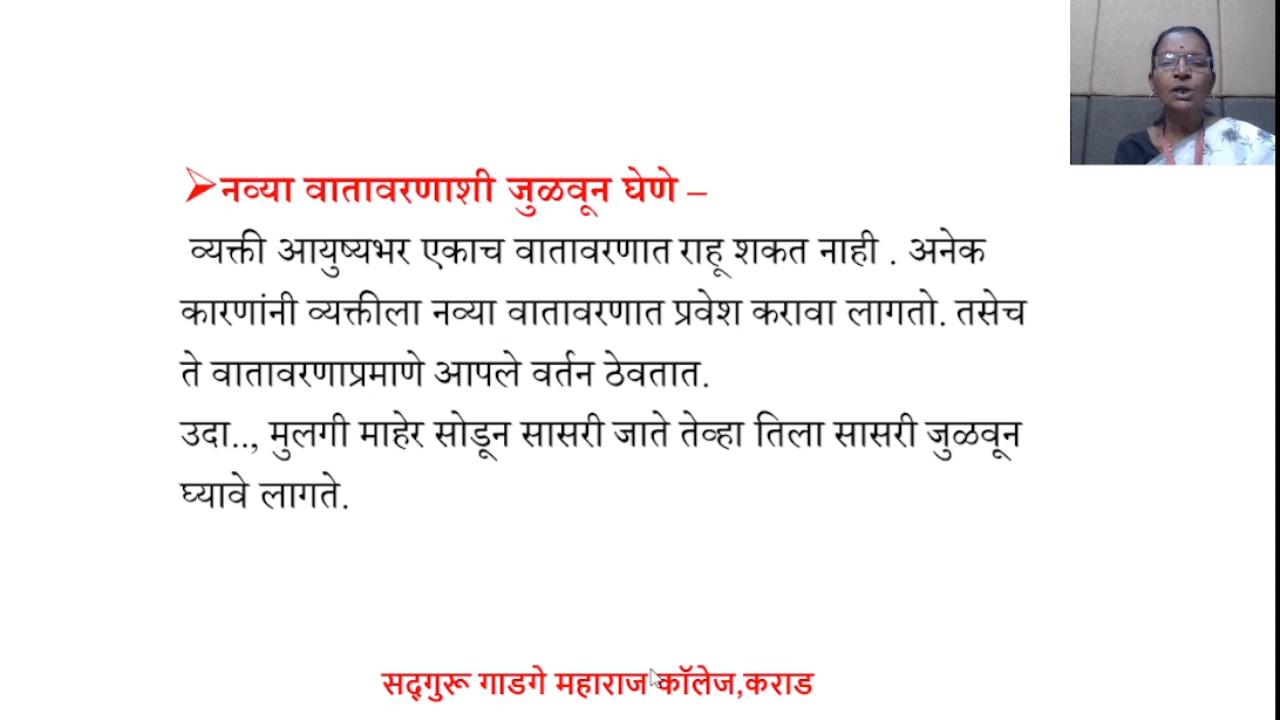 ➢नव्या वातावरणाशी जुळवून घेणे –
व्यक्ती आयुष्यभर एकाच वातावरणात राहू शकत नाही . अनेक
कारणांनी व्यक्तीला नव्या वातावरणात प्रवेश करावा लागतो. तसेच
ते वातावरणाप्रमाणे आपले वर्तन ठेवतात.
उदा.., मुलगी माहेर सोडून सासरी जाते तेव्हा तिला सासरी जुळवून
घ्यावे लागते.
सद्‌गुरू गाडगे महाराज कॉलेज,कराड